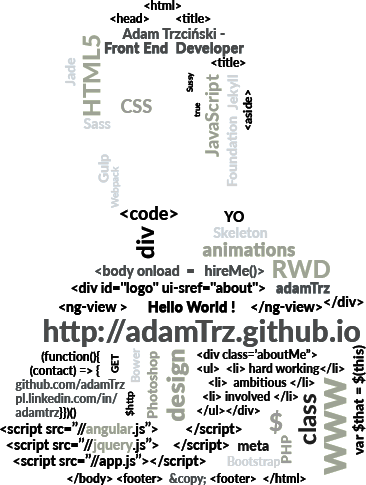 <html>
<head> <title>
Adam Trzciński -
Front End Developer
<title>
Jade
HTML5
CSS
Sass
Sussy
true
JavaScript
Foundation Jekyll
<aside>
Gulp
Webpack
<code>
YO
div
Skeleton
animations
<body onload = hireMe()> RWD
<div id="logo" ui-sref="about"> adamTrz
<ng-view > Hello World ! </ng-view> </div>
http://adamTrz.github.io
(function(){
(contact) => {
GET
Bower
github.com/adamTrz
pl.linkedin.com/in/
adamtrz}})()
$http
Photoshop
design
<div class='aboutMe">
<ul> <li> hard working</li>
<li> ambitious </li>
<li> involved </li>
</ul></div>
$
PHP
class
WWW
var $that = $(this)
<script src="//angular.js"> </script>
<script src="//jquery.js"> </script> meta
<script src="//app.js"></script> Bootstrap
</body> <footer> &copy; <footer> </html>